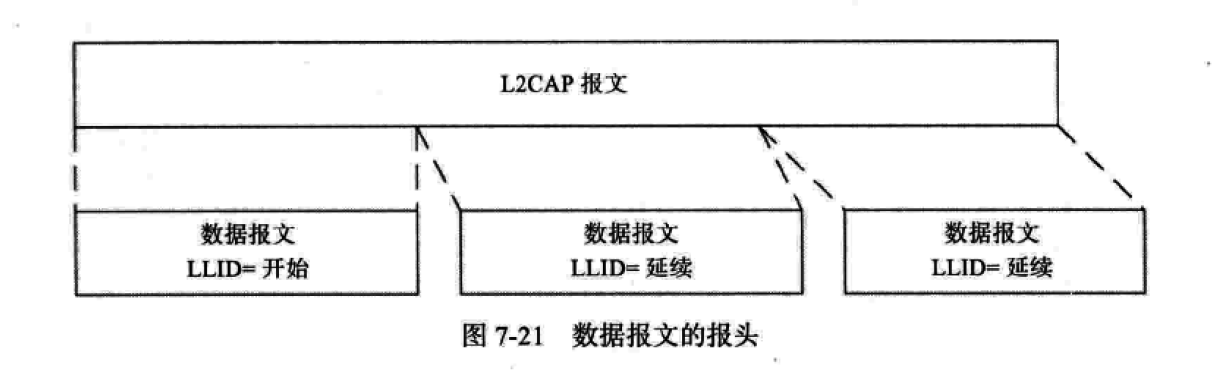 L2CAP 报文
数据报文
LLID= 开始
数据报文
LLID= 延续
数据报文
LLID= 延续
图 7-21 数据报文的报头